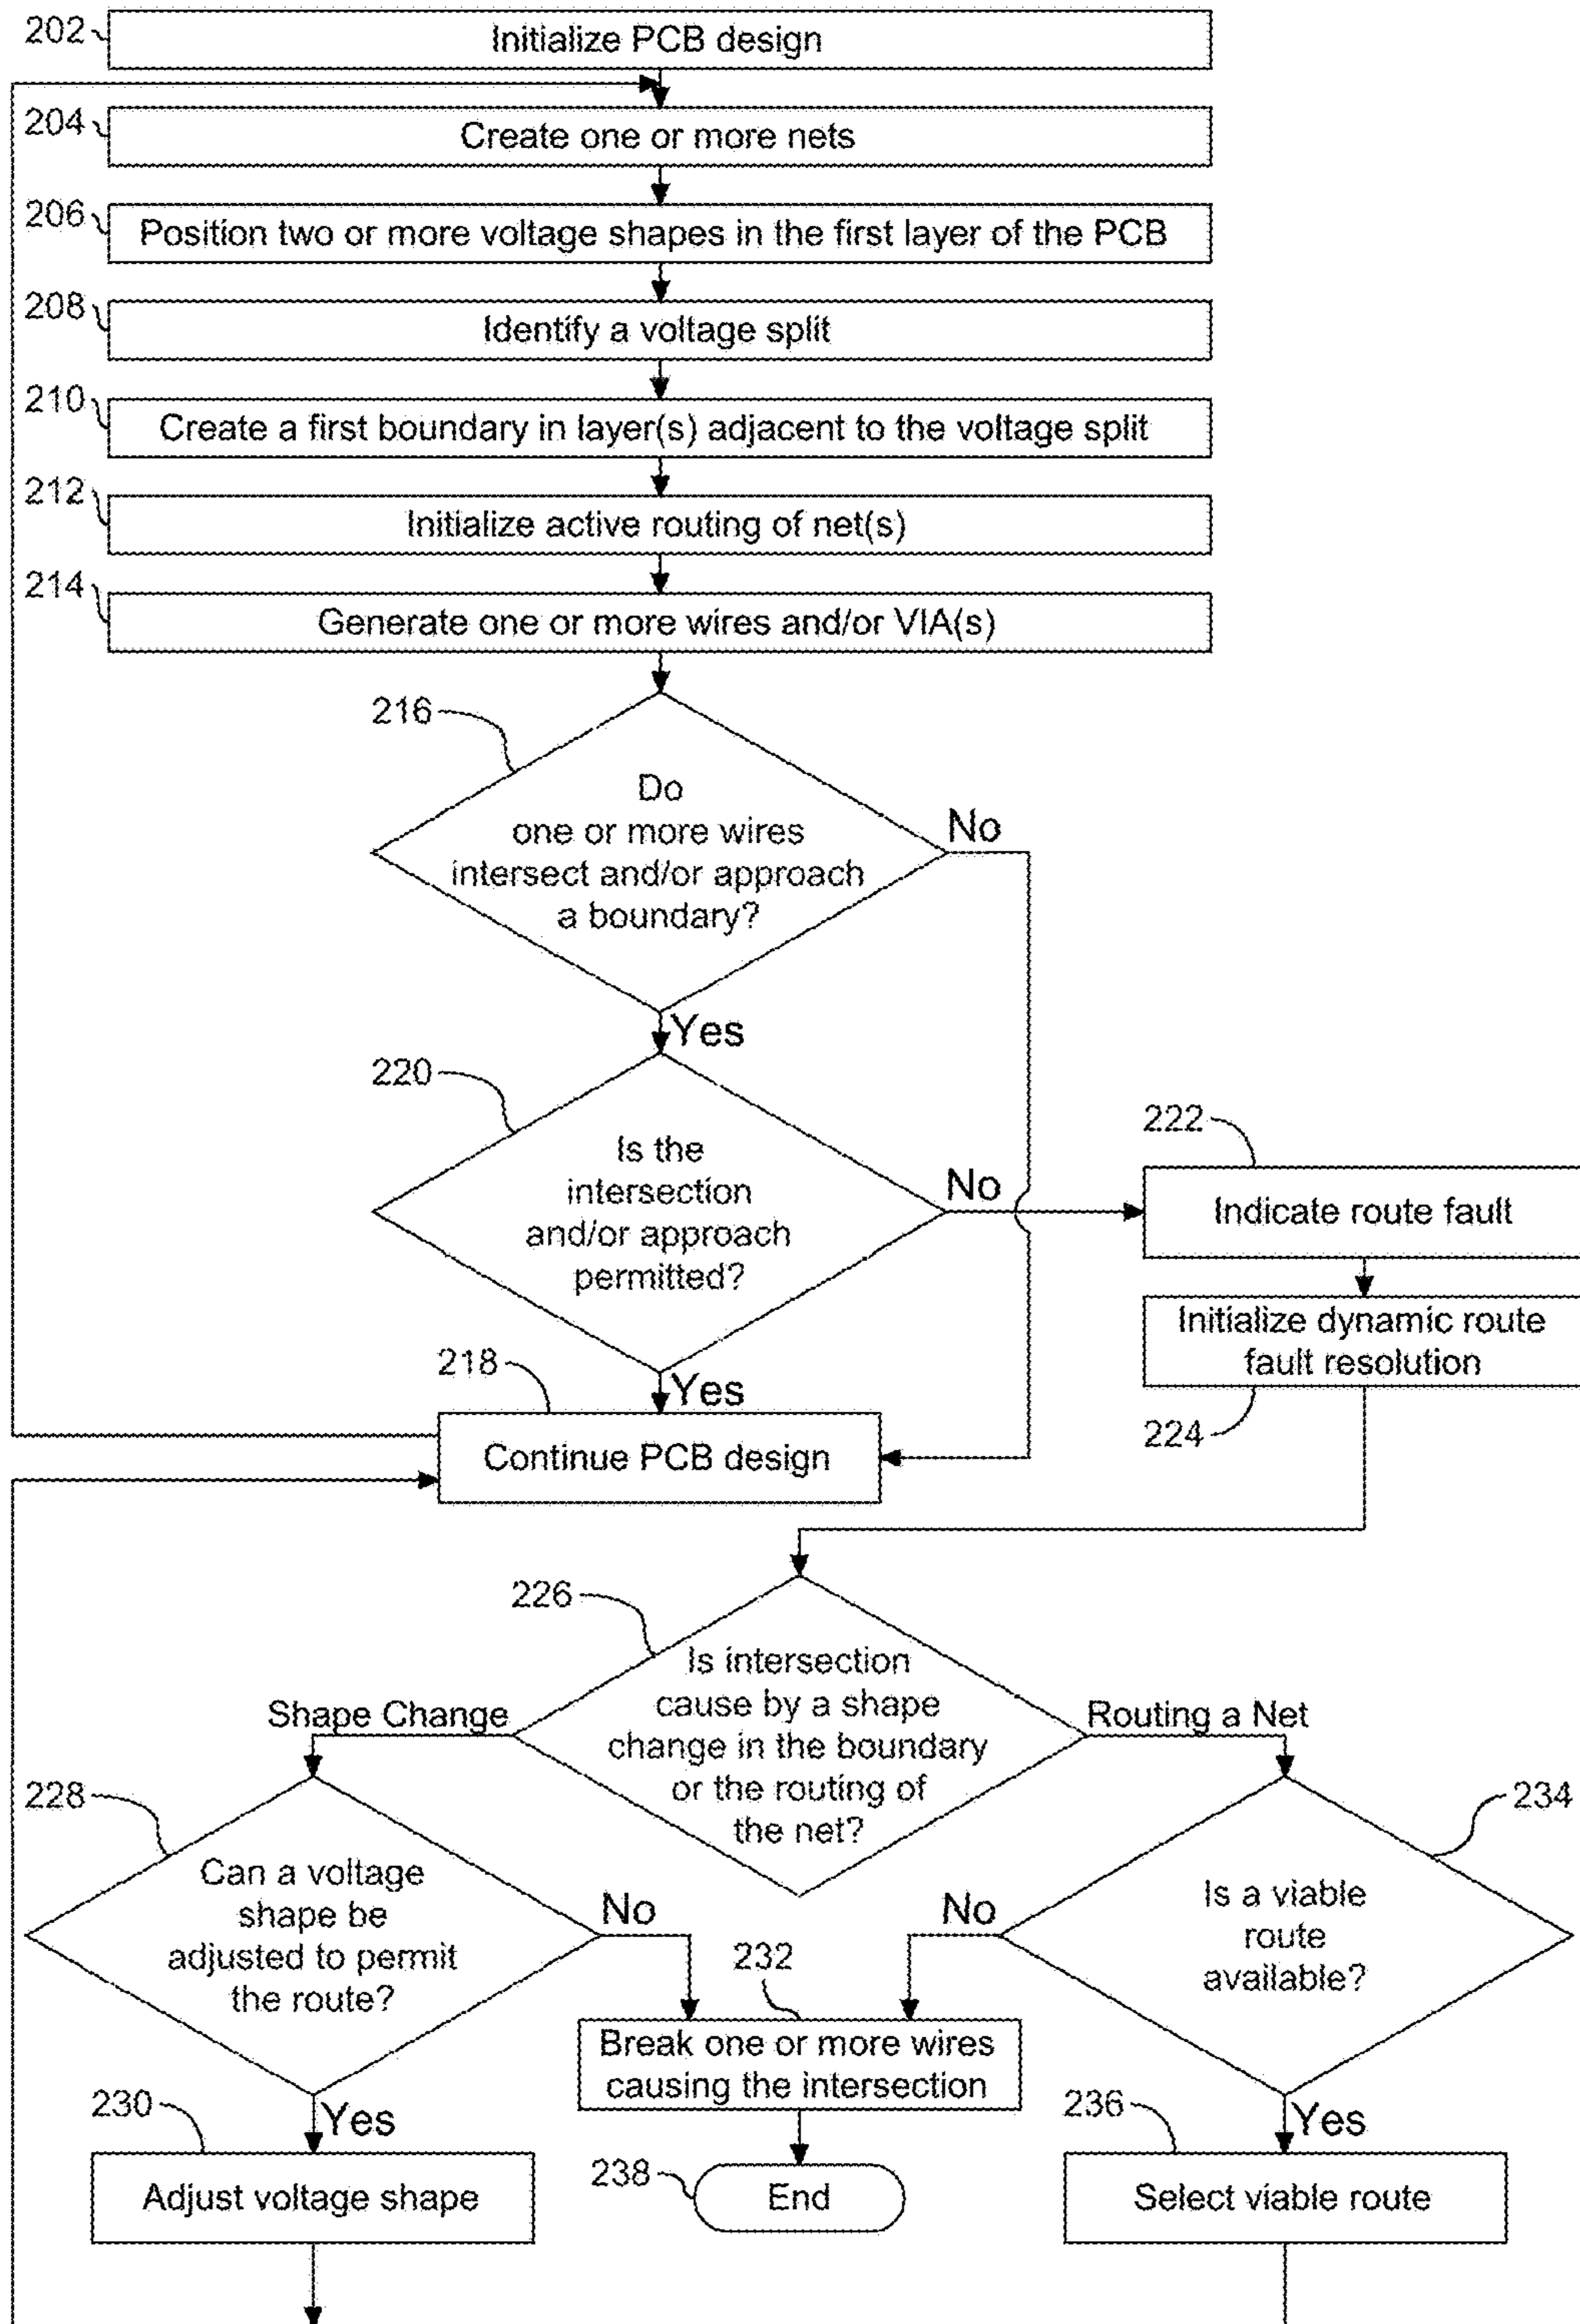 202
Initialize PCB design
204
Create one or more nets
206
Position two or more voltage shapes in the first layer of the PCB
208
Identify a voltage split
210
Create a first boundary in layer(s) adjacent to the voltage split
212
Initialize active routing of net(s)
214
Generate one or more wires and/or VIA(s)
216
Do
one or more wires
intersect and/or approach
a boundary?
No
Yes
220
Is the
intersection
and/or approach
permitted?
No
222
Indicate route fault
Initialize dynamic route
fault resolution
224
Yes
218
Continue PCB design
226
Is intersection
cause by a shape
change in the boundary
or the routing of
the net?
Shape Change
Routing a Net
228
Can a voltage
shape be
adjusted to permit
the route?
No
232
Break one or more wires
causing the intersection
No
234
Is a viable
route
available?
230
Yes
Adjust voltage shape
238
End
236
Yes
Select viable route